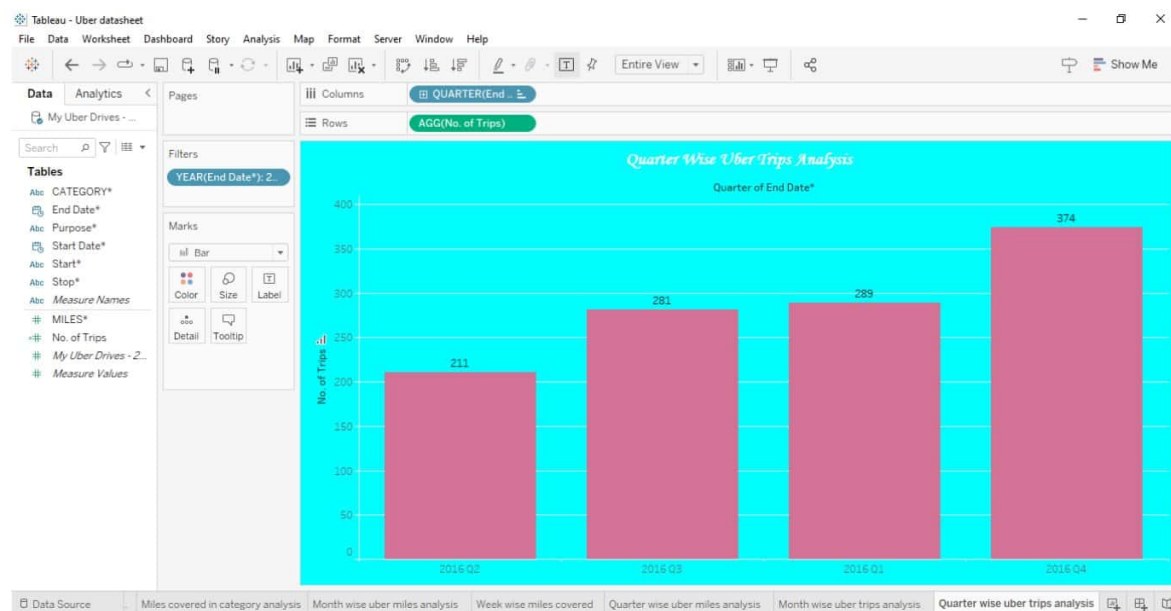 Tableau - Uber datasheet
File Data Worksheet Dashboard Story Analysis Map Format Server Window Help
Entire View
Show Me
Data Analytics
My Uber Drives - ...
Search
Tables
Abc CATEGORY*
End Date*
Abc Purpose*
Start Date*
Abc Start*
Abc Stop*
Abc Measure Names
# MILES*
# No. of Trips
# My Uber Drives - 2...
# Measure Values
Pages
Filters
YEAR(End Date*): 2..
Marks
Bar
Color Size Label
Detail Tooltip
Columns QUARTER(End ..
Rows AGG(No. of Trips)
Quarter Wise Uber Trips Analysis
Quarter of End Date*
No. of Trips
400
350
300
250
200
150
100
50
0
211
281
289
374
2016 Q2 2016 Q3 2016 Q1 2016 Q4
Data Source Miles covered in category analysis Month wise uber miles analysis Week wise miles covered Quarter wise uber miles analysis Month wise uber trips analysis Quarter wise uber trips analysis